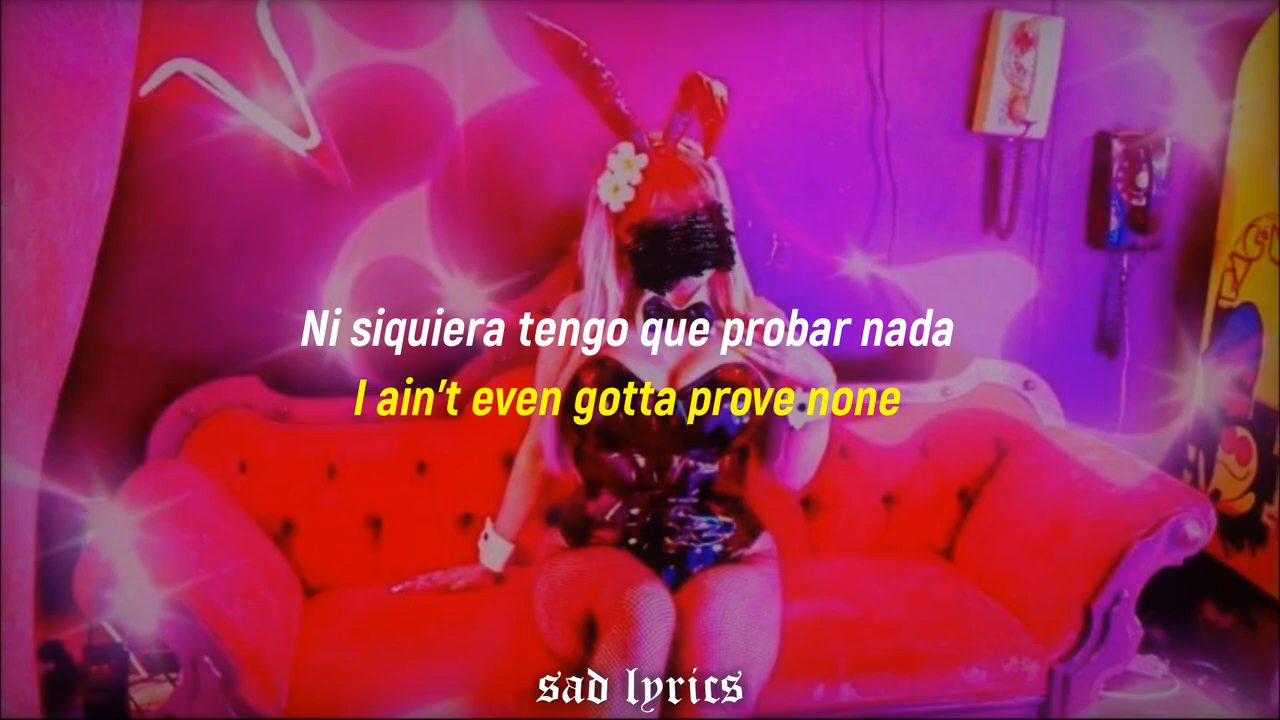 Ni siquiera tengo que probar nada
I ain't even gotta prove none
sad lyrics